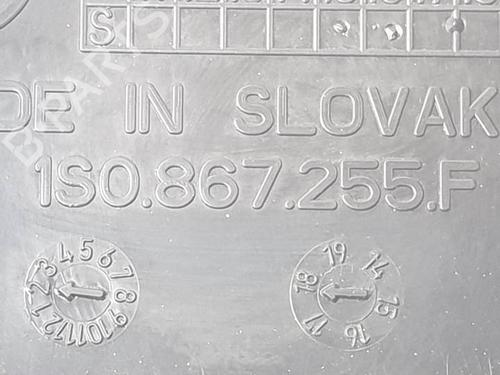 S
DE IN SLOVAK
1S0.867.255.F
1 2 3 4 5 6 7 8 9 10 11 12
14 15 16 17 18 19